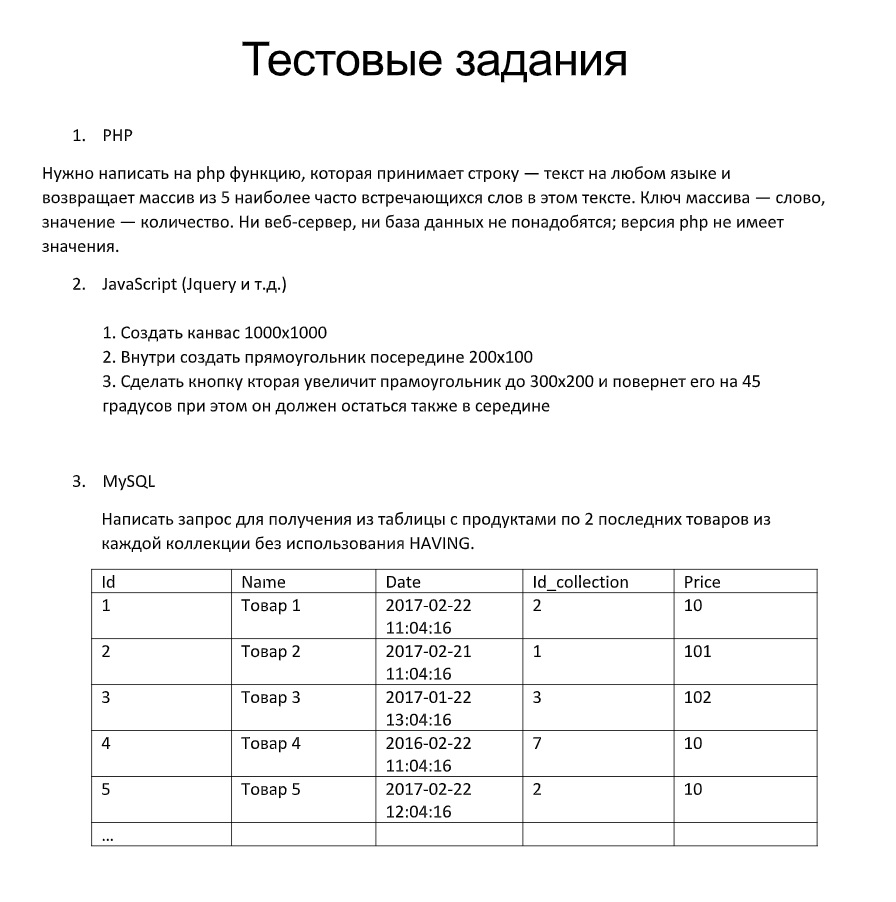 Тестовые задания
1. PHP
Нужно написать на php функцию, которая принимает строку — текст на любом языке и
возвращает массив из 5 наиболее часто встречающихся слов в этом тексте. Ключ массива — слово,
значение — количество. Ни веб-сервер, ни база данных не понадобятся; версия php не имеет
значения.
2. JavaScript (Jquery и т.д.)
1. Создать канвас 1000x1000
2. Внутри создать прямоугольник посередине 200x100
3. Сделать кнопку кторая увеличит прамоугольник до 300x200 и повернет его на 45
градусов при этом он должен остаться также в середине
3. MySQL
Написать запрос для получения из таблицы с продуктами по 2 последних товаров из
каждой коллекции без использования HAVING.
Id Name Date Id_collection Price
1 Товар 1 2017-02-22 2 10
11:04:16
2 Товар 2 2017-02-21 1 101
11:04:16
3 Товар 3 2017-01-22 3 102
13:04:16
4 Товар 4 2016-02-22 7 10
11:04:16
5 Товар 5 2017-02-22 2 10
12:04:16
...